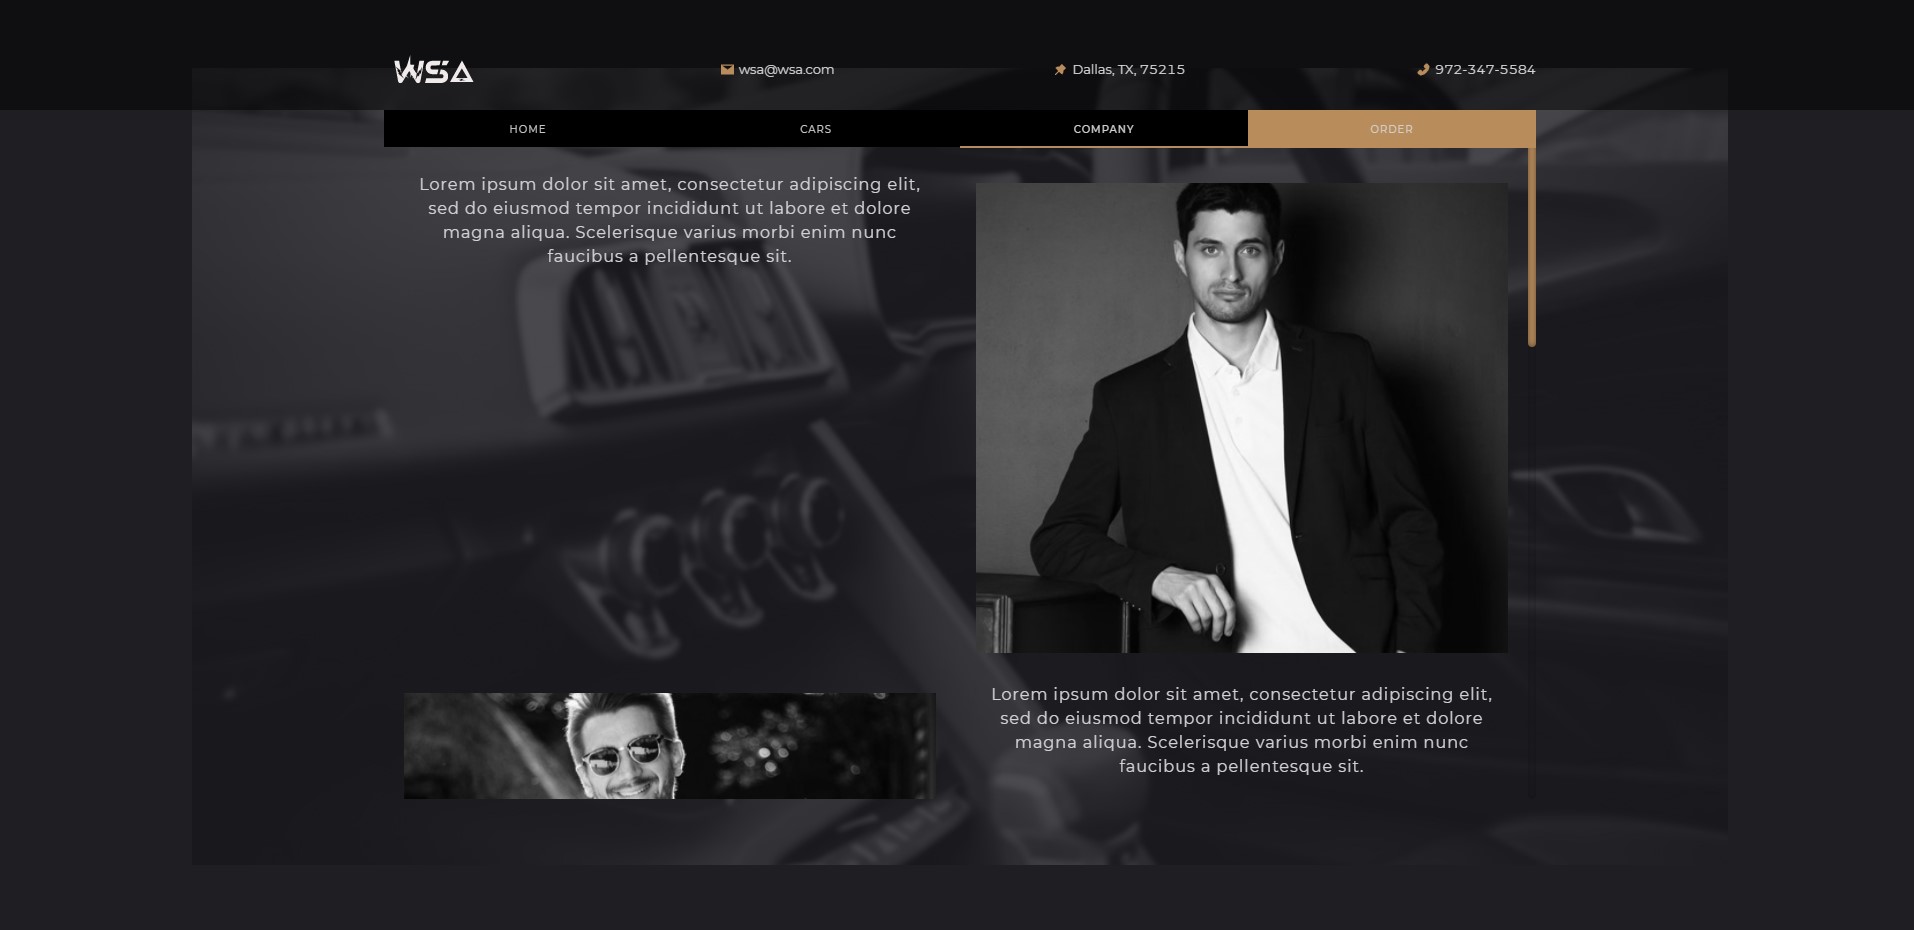 WSA
wsa@wsa.com
Dallas, TX, 75215
972-347-5584
HOME
CARS
COMPANY
ORDER
Lorem ipsum dolor sit amet, consectetur adipiscing elit,
sed do eiusmod tempor incididunt ut labore et dolore
magna aliqua. Scelerisque varius morbi enim nunc
faucibus a pellentesque sit.
Lorem ipsum dolor sit amet, consectetur adipiscing elit,
sed do eiusmod tempor incididunt ut labore et dolore
magna aliqua. Scelerisque varius morbi enim nunc
faucibus a pellentesque sit.